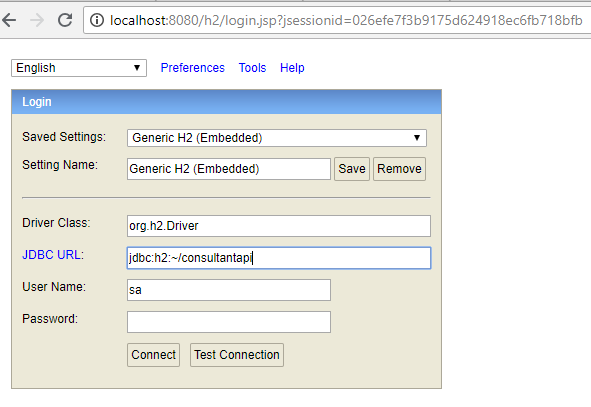 localhost:8080/h2/login.jsp?jsessionid=026efe7f3b9175d624918ec6fb718bfb
English Preferences Tools Help
Login
Saved Settings: Generic H2 (Embedded)
Setting Name: Generic H2 (Embedded) Save Remove
Driver Class: org.h2.Driver
JDBC URL: jdbc:h2:~/consultantapi
User Name: sa
Password:
Connect Test Connection